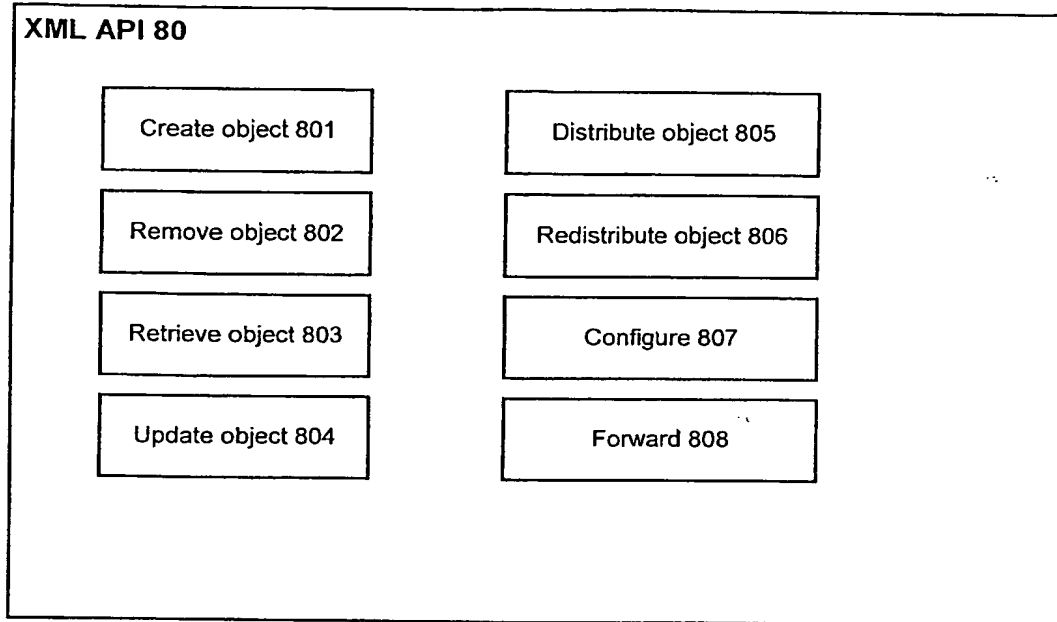 XML API 80
Create object 801
Remove object 802
Retrieve object 803
Update object 804
Distribute object 805
Redistribute object 806
Configure 807
Forward 808